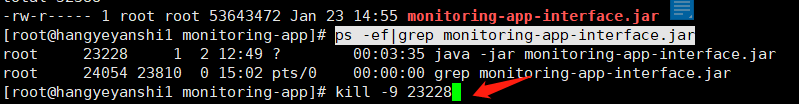 -rw-r--r-- 1 root root 53643472 Jan 23 14:55 monitoring-app-interface.jar
[root@hangyeyanshi1 monitoring-app]# ps -ef|grep monitoring-app-interface.jar
root     23228     1  2 12:49 ?        00:03:35 java -jar monitoring-app-interface.jar
root     24054 23810  0 15:02 pts/0    00:00:00 grep monitoring-app-interface.jar
[root@hangyeyanshi1 monitoring-app]# kill -9 23228